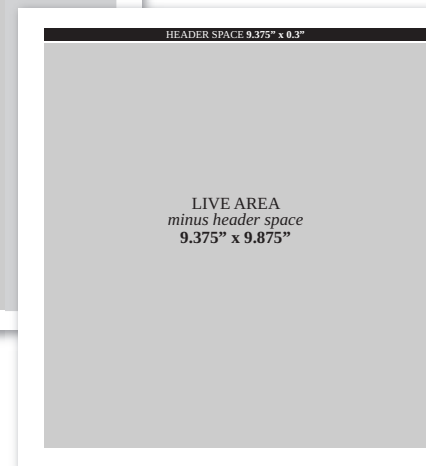 HEADER SPACE 9.375” x 0.3”
LIVE AREA
minus header space
9.375” x 9.875”